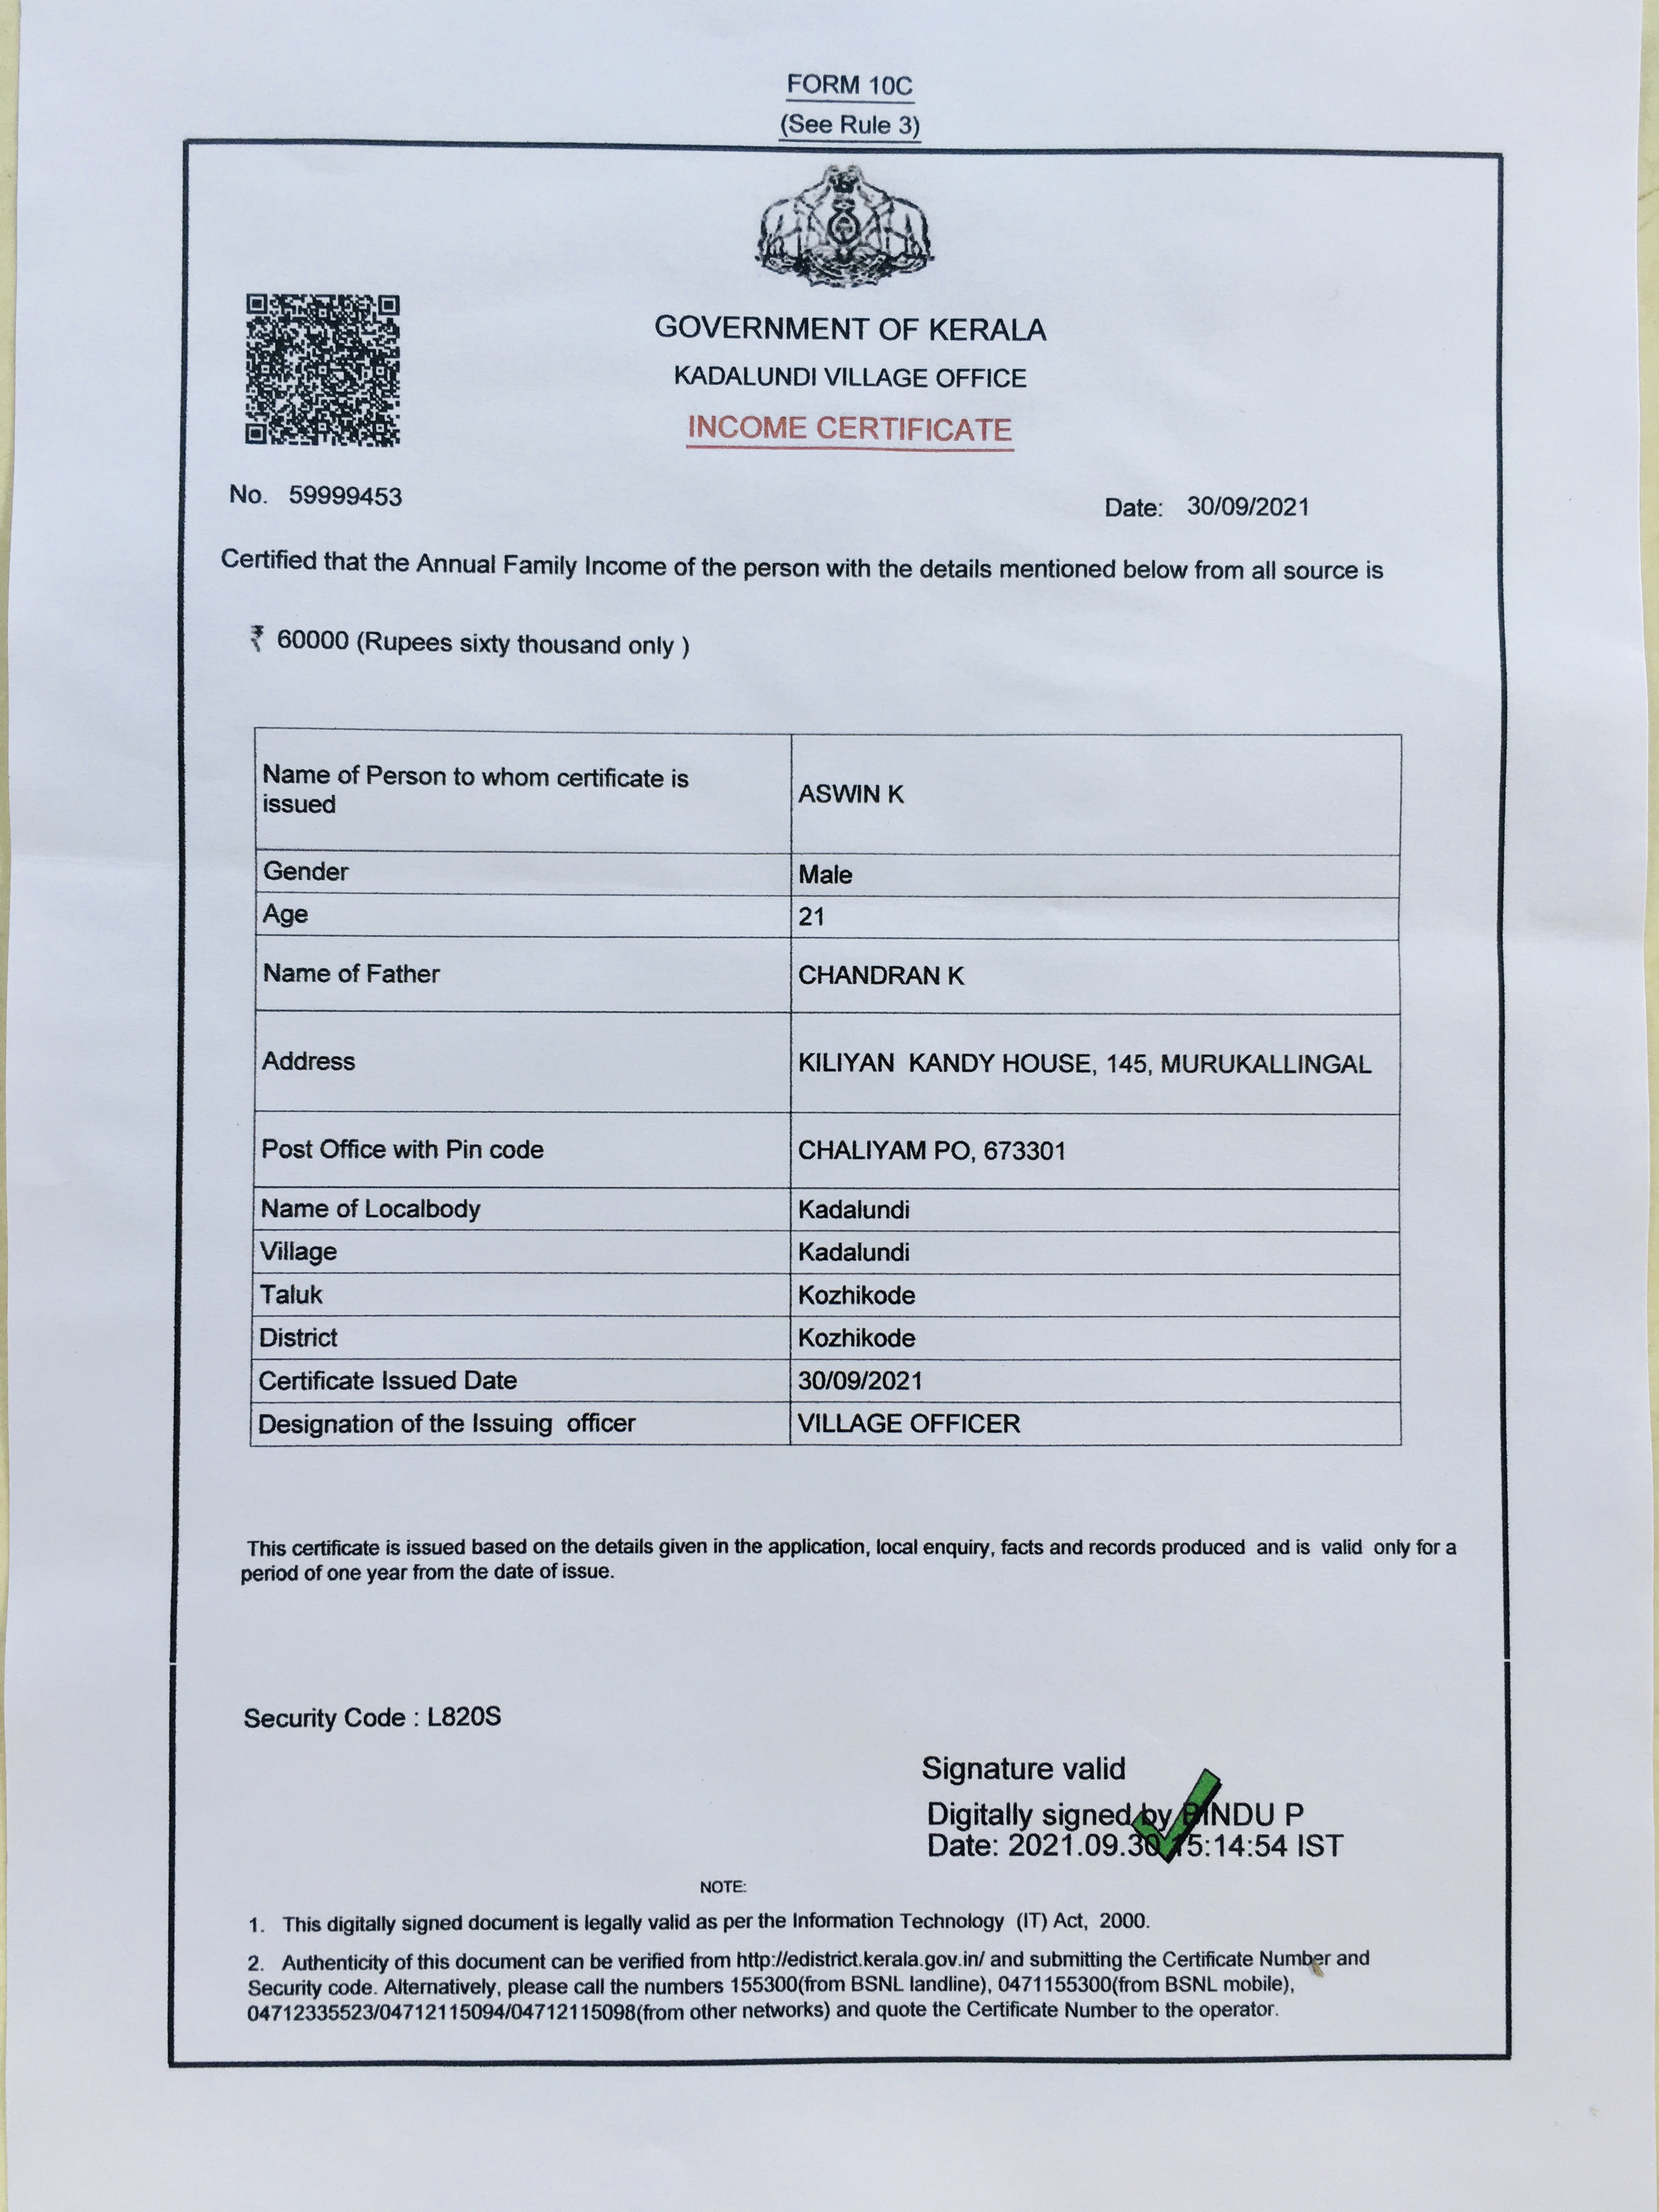 FORM 10C
(See Rule 3)
GOVERNMENT OF KERALA
KADALUNDI VILLAGE OFFICE
INCOME CERTIFICATE
No. 59999453
Date: 30/09/2021
Certified that the Annual Family Income of the person with the details mentioned below from all source is
₹ 60000 (Rupees sixty thousand only )
Name of Person to whom certificate is
issued
ASWIN K
Gender Male
Age 21
Name of Father CHANDRAN K
Address KILIYAN KANDY HOUSE, 145, MURUKALLINGAL
Post Office with Pin code CHALIYAM PO, 673301
Name of Localbody Kadalundi
Village Kadalundi
Taluk Kozhikode
District Kozhikode
Certificate Issued Date 30/09/2021
Designation of the Issuing officer VILLAGE OFFICER
This certificate is issued based on the details given in the application, local enquiry, facts and records produced and is valid only for a
period of one year from the date of issue.
Security Code : L820S
Signature valid
Digitally signed by BINDU P
Date: 2021.09.30 15:14:54 IST
NOTE:
1. This digitally signed document is legally valid as per the Information Technology (IT) Act, 2000.
2. Authenticity of this document can be verified from http://edistrict.kerala.gov.in/ and submitting the Certificate Number and
Security code. Alternatively, please call the numbers 155300(from BSNL landline), 0471155300(from BSNL mobile),
04712335523/04712115094/04712115098(from other networks) and quote the Certificate Number to the operator.